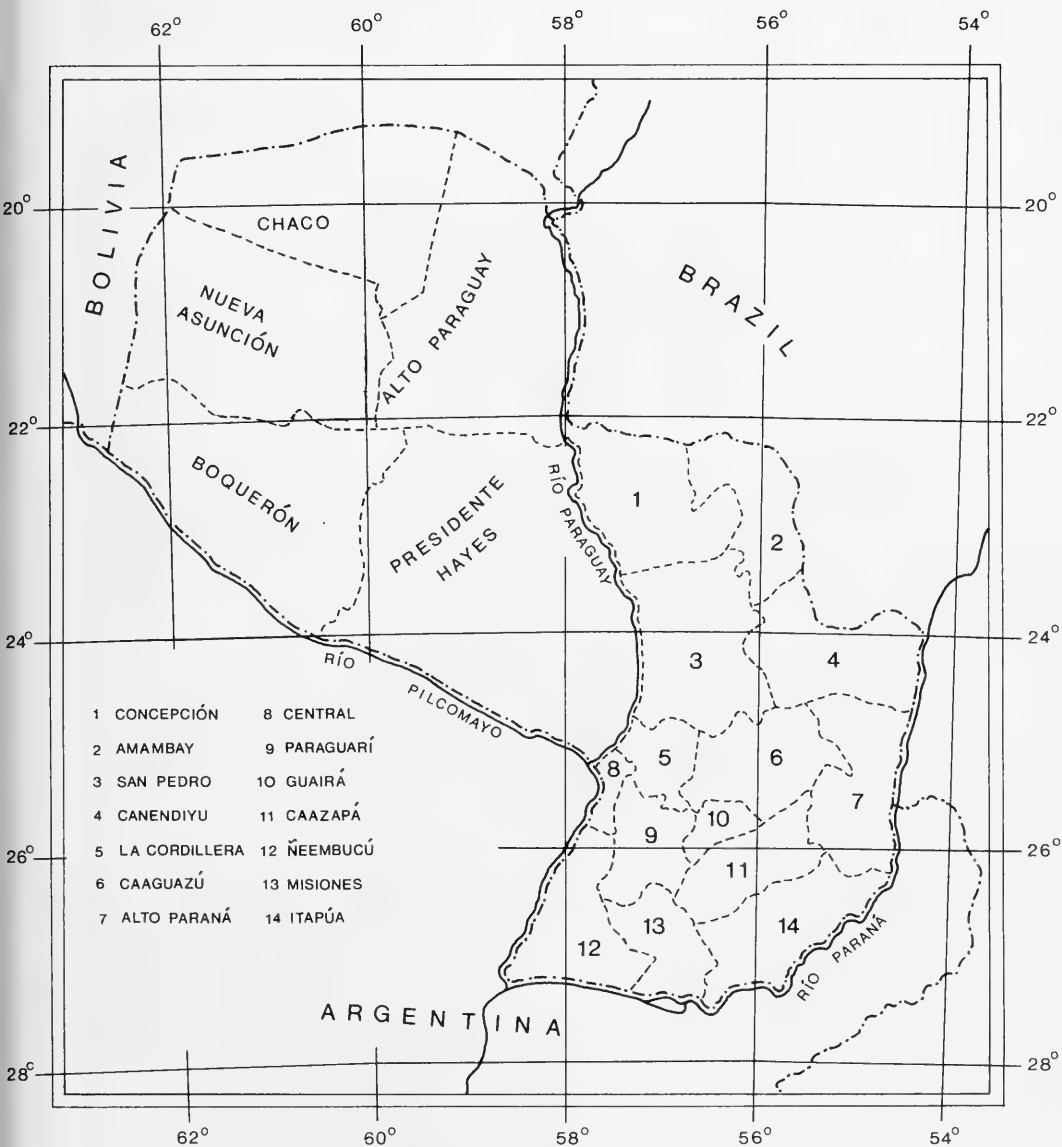 62° 60° 58° 56° 54°
BOLIVIA
20° 20°
CHACO
BRAZIL
NUEVA
ASUNCIÓN
ALTO PARAGUAY
22° 22°
BOQUERÓN
PRESIDENTE
HAYES
RÍO PARAGUAY
1
2
24° 24°
RÍO PILCOMAYO
3
4
5
6
7
8
9
10
11
12
13
14
1 CONCEPCIÓN
2 AMAMBAY
3 SAN PEDRO
4 CANENDIYU
5 LA CORDILLERA
6 CAAGUAZÚ
7 ALTO PARANÁ
8 CENTRAL
9 PARAGUARÍ
10 GUAIRÁ
11 CAAZAPÁ
12 ÑEEMBUCÚ
13 MISIONES
14 ITAPÚA
26° 26°
RÍO PARANÁ
ARGENTINA
28° 28°
62° 60° 58° 56° 54°